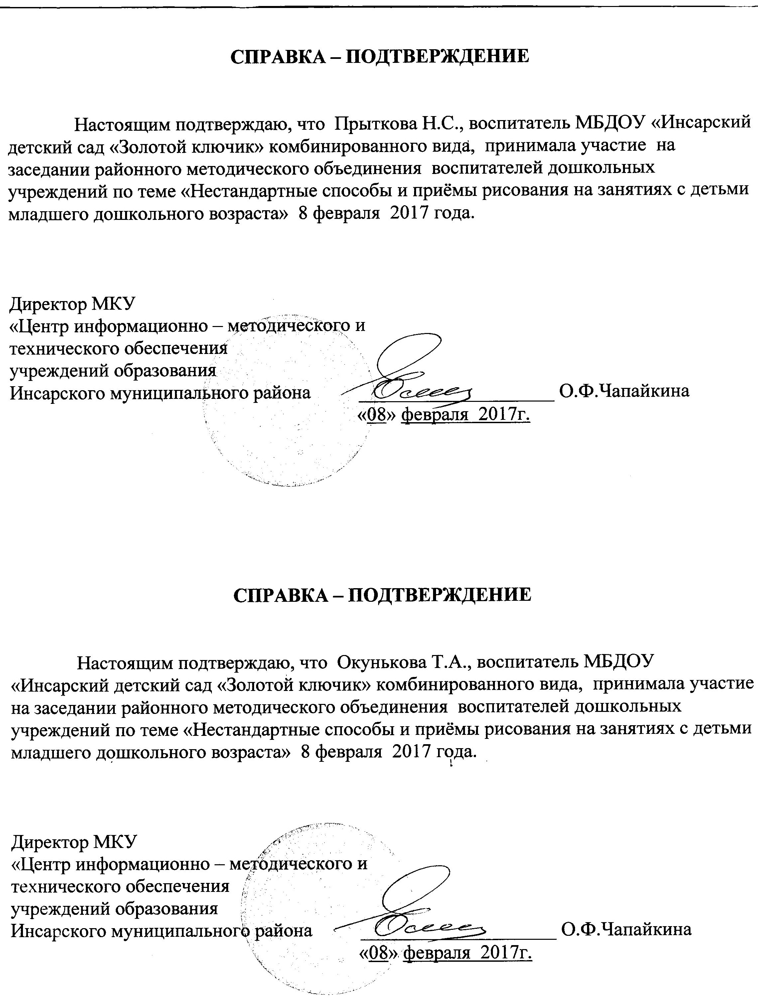 СПРАВКА – ПОДТВЕРЖДЕНИЕ
Настоящим подтверждаю, что Прыткова Н.С., воспитатель МБДОУ «Инсарский
детский сад «Золотой ключик» комбинированного вида, принимала участие на
заседании районного методического объединения воспитателей дошкольных
учреждений по теме «Нестандартные способы и приёмы рисования на занятиях с детьми
младшего дошкольного возраста» 8 февраля 2017 года.
Директор МКУ
«Центр информационно – методического и
технического обеспечения
учреждений образования
Инсарского муниципального района О.Ф.Чапайкина
«08» февраля 2017г.
СПРАВКА – ПОДТВЕРЖДЕНИЕ
Настоящим подтверждаю, что Окунькова Т.А., воспитатель МБДОУ
«Инсарский детский сад «Золотой ключик» комбинированного вида, принимала участие
на заседании районного методического объединения воспитателей дошкольных
учреждений по теме «Нестандартные способы и приёмы рисования на занятиях с детьми
младшего дошкольного возраста» 8 февраля 2017 года.
Директор МКУ
«Центр информационно – методического и
технического обеспечения
учреждений образования
Инсарского муниципального района О.Ф.Чапайкина
«08» февраля 2017г.